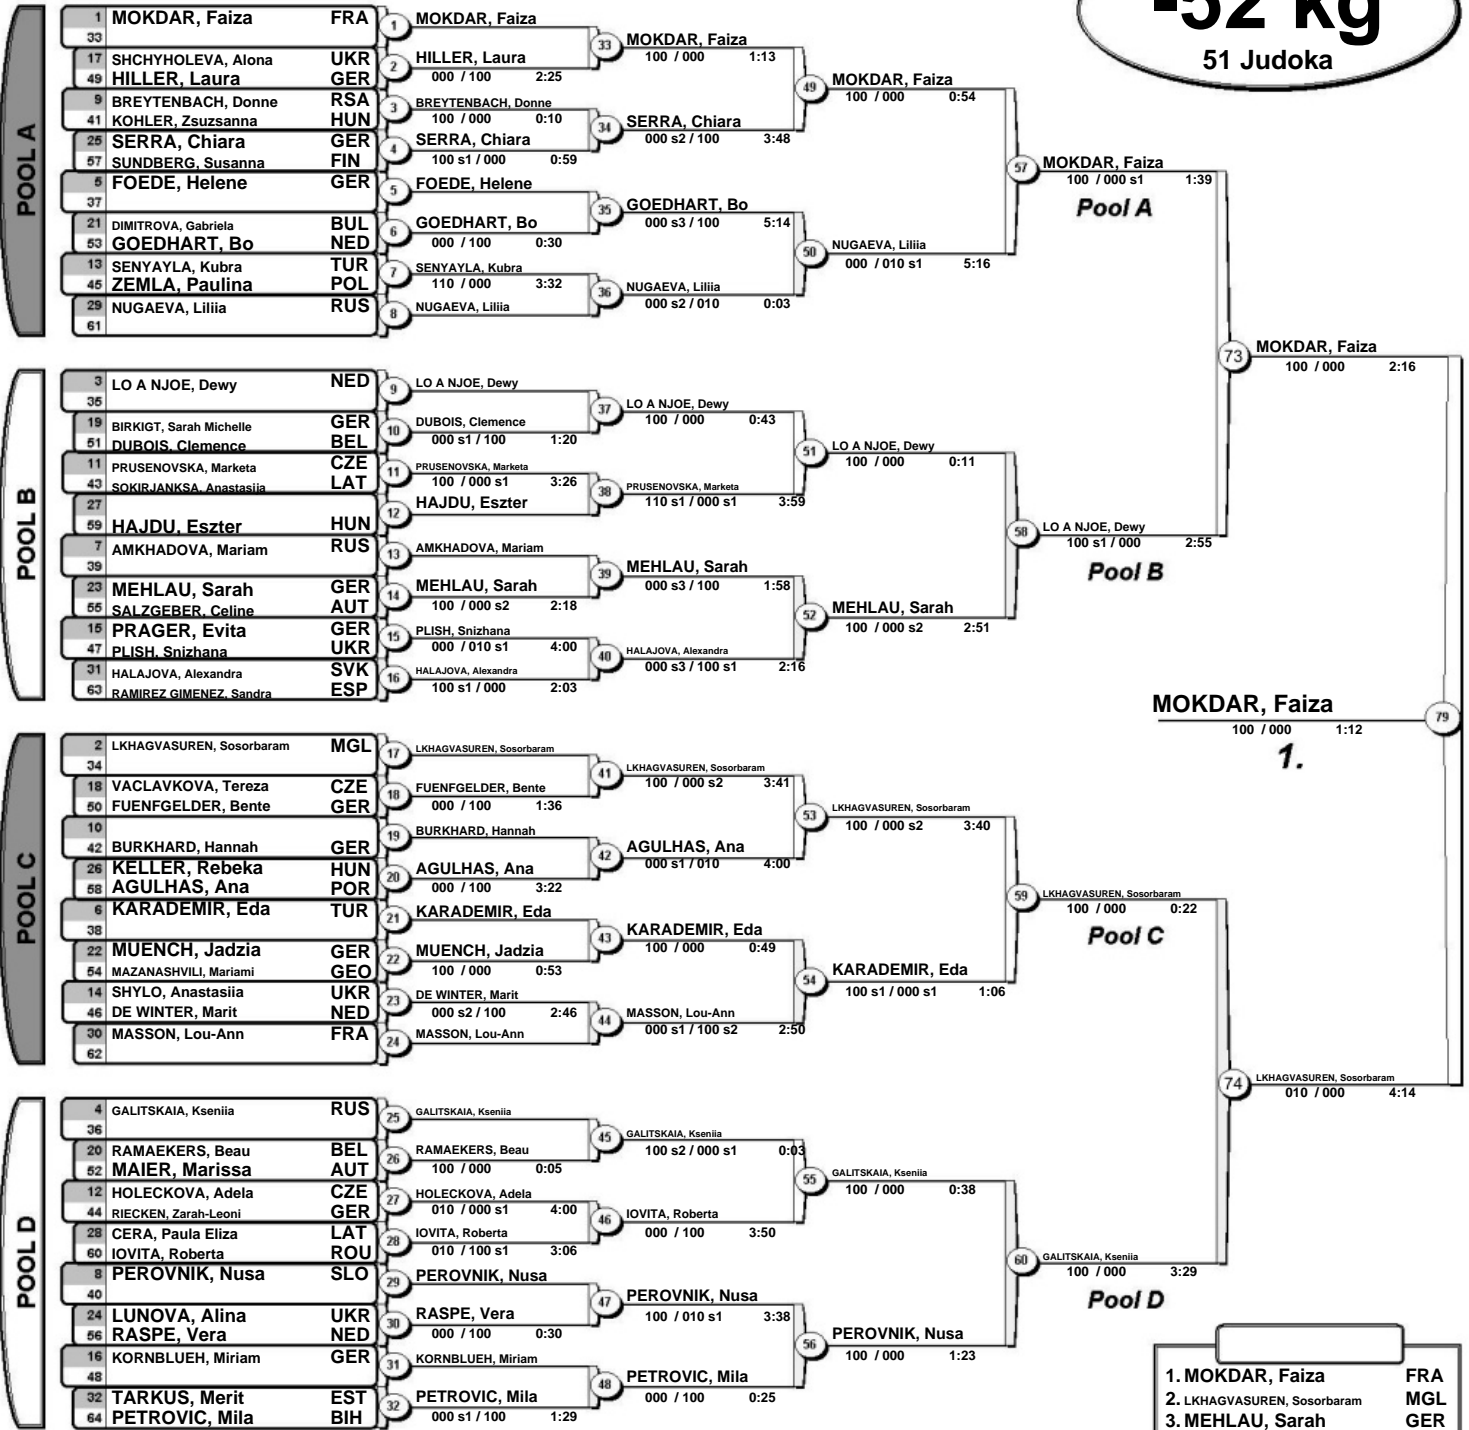 -52 kg
51 Judoka
POOL A
1 MOKDAR, Faiza FRA
33
17 SHCHYHOLEVA, Alona UKR
49 HILLER, Laura GER
9 BREYTENBACH, Donne RSA
41 KOHLER, Zsuzsanna HUN
25 SERRA, Chiara GER
57 SUNDBERG, Susanna FIN
5 FOEDE, Helene GER
37
21 DIMITROVA, Gabriela BUL
53 GOEDHART, Bo NED
13 SENYAYLA, Kubra TUR
45 ZEMLA, Paulina POL
29 NUGAEVA, Liliia RUS
61
1 MOKDAR, Faiza
2 HILLER, Laura
000 / 100 2:25
3 BREYTENBACH, Donne
100 / 000 0:10
4 SERRA, Chiara
100 s1 / 000 0:59
5 FOEDE, Helene
6 GOEDHART, Bo
000 / 100 0:30
7 SENYAYLA, Kubra
110 / 000 3:32
8 NUGAEVA, Liliia
33 MOKDAR, Faiza
100 / 000 1:13
34 SERRA, Chiara
000 s2 / 100 3:48
35 GOEDHART, Bo
000 s3 / 100 5:14
36 NUGAEVA, Liliia
000 s2 / 010 0:03
49 MOKDAR, Faiza
100 / 000 0:54
50 NUGAEVA, Liliia
000 / 010 s1 5:16
57 MOKDAR, Faiza
100 / 000 s1 1:39
Pool A
POOL B
3 LO A NJOE, Dewy NED
35
19 BIRKIGT, Sarah Michelle GER
51 DUBOIS, Clemence BEL
11 PRUSENOVSKA, Marketa CZE
43 SOKIRJANKSA, Anastasija LAT
27
59 HAJDU, Eszter HUN
7 AMKHADOVA, Mariam RUS
39
23 MEHLAU, Sarah GER
55 SALZGEBER, Celine AUT
15 PRAGER, Evita GER
47 PLISH, Snizhana UKR
31 HALAJOVA, Alexandra SVK
63 RAMIREZ GIMENEZ, Sandra ESP
9 LO A NJOE, Dewy
10 DUBOIS, Clemence
000 s1 / 100 1:20
11 PRUSENOVSKA, Marketa
100 / 000 s1 3:26
12 HAJDU, Eszter
13 AMKHADOVA, Mariam
14 MEHLAU, Sarah
100 / 000 s2 2:18
15 PLISH, Snizhana
000 / 010 s1 4:00
16 HALAJOVA, Alexandra
100 s1 / 000 2:03
37 LO A NJOE, Dewy
100 / 000 0:43
38 PRUSENOVSKA, Marketa
110 s1 / 000 s1 3:59
39 MEHLAU, Sarah
000 s3 / 100 1:58
40 HALAJOVA, Alexandra
000 s3 / 100 s1 2:16
51 LO A NJOE, Dewy
100 / 000 0:11
52 MEHLAU, Sarah
100 / 000 s2 2:51
58 LO A NJOE, Dewy
100 s1 / 000 2:55
Pool B
73 MOKDAR, Faiza
100 / 000 2:16
POOL C
2 LKHAGVASUREN, Sosorbaram MGL
34
18 VACLAVKOVA, Tereza CZE
50 FUENFGELDER, Bente GER
10
42 BURKHARD, Hannah GER
26 KELLER, Rebeka HUN
58 AGULHAS, Ana POR
6 KARADEMIR, Eda TUR
38
22 MUENCH, Jadzia GER
54 MAZANASHVILI, Mariami GEO
14 SHYLO, Anastasiia UKR
46 DE WINTER, Marit NED
30 MASSON, Lou-Ann FRA
62
17 LKHAGVASUREN, Sosorbaram
18 FUENFGELDER, Bente
000 / 100 1:36
19 BURKHARD, Hannah
20 AGULHAS, Ana
000 / 100 3:22
21 KARADEMIR, Eda
22 MUENCH, Jadzia
100 / 000 0:53
23 DE WINTER, Marit
000 s2 / 100 2:46
24 MASSON, Lou-Ann
41 LKHAGVASUREN, Sosorbaram
100 / 000 s2 3:41
42 AGULHAS, Ana
000 s1 / 010 4:00
43 KARADEMIR, Eda
100 / 000 0:49
44 MASSON, Lou-Ann
000 s1 / 100 s2 2:50
53 LKHAGVASUREN, Sosorbaram
100 / 000 s2 3:40
54 KARADEMIR, Eda
100 s1 / 000 s1 1:06
59 LKHAGVASUREN, Sosorbaram
100 / 000 0:22
Pool C
MOKDAR, Faiza 79
100 / 000 1:12
1.
POOL D
4 GALITSKAIA, Kseniia RUS
36
20 RAMAEKERS, Beau BEL
52 MAIER, Marissa AUT
12 HOLECKOVA, Adela CZE
44 RIECKEN, Zarah-Leoni GER
28 CERA, Paula Eliza LAT
60 IOVITA, Roberta ROU
8 PEROVNIK, Nusa SLO
40
24 LUNOVA, Alina UKR
56 RASPE, Vera NED
16 KORNBLUEH, Miriam GER
48
32 TARKUS, Merit EST
64 PETROVIC, Mila BIH
25 GALITSKAIA, Kseniia
26 RAMAEKERS, Beau
100 / 000 0:05
27 HOLECKOVA, Adela
010 / 000 s1 4:00
28 IOVITA, Roberta
010 / 100 s1 3:06
29 PEROVNIK, Nusa
30 RASPE, Vera
000 / 100 0:30
31 KORNBLUEH, Miriam
32 PETROVIC, Mila
000 s1 / 100 1:29
45 GALITSKAIA, Kseniia
100 s2 / 000 s1 0:03
46 IOVITA, Roberta
000 / 100 3:50
47 PEROVNIK, Nusa
100 / 010 s1 3:38
48 PETROVIC, Mila
000 / 100 0:25
55 GALITSKAIA, Kseniia
100 / 000 0:38
56 PEROVNIK, Nusa
100 / 000 1:23
60 GALITSKAIA, Kseniia
100 / 000 3:29
Pool D
74 LKHAGVASUREN, Sosorbaram
010 / 000 4:14
1. MOKDAR, Faiza FRA
2. LKHAGVASUREN, Sosorbaram MGL
3. MEHLAU, Sarah GER